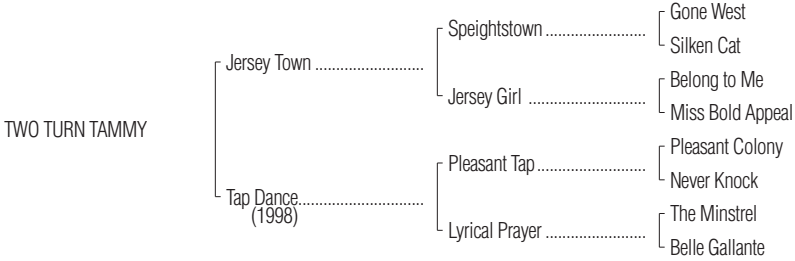 Gone West
Speightstown ........................
Silken Cat
Jersey Town ..........................
Belong to Me
Jersey Girl ............................
Miss Bold Appeal
TWO TURN TAMMY
Pleasant Colony
Pleasant Tap..........................
Never Knock
Tap Dance..............................
(1998)
The Minstrel
Lyrical Prayer ........................
Belle Gallante